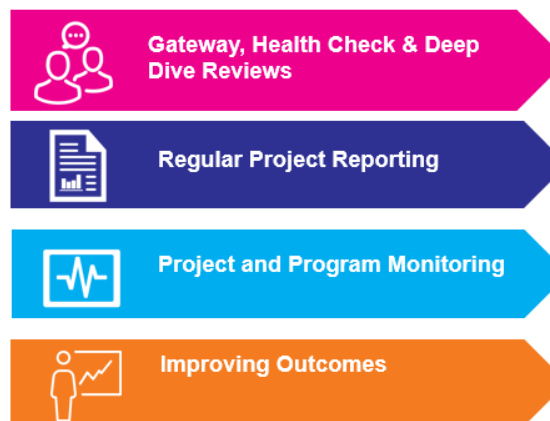 Gateway, Health Check & Deep
Dive Reviews
Regular Project Reporting
Project and Program Monitoring
Improving Outcomes